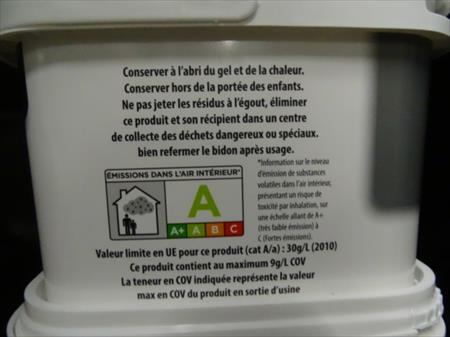 Conserver à l'abri du gel et de la chaleur.
Conserver hors de la portée des enfants.
Ne pas jeter les résidus à l'égout, éliminer
ce produit et son récipient dans un centre
de collecte des déchets dangereux ou spéciaux.
bien refermer le bidon après usage.
ÉMISSIONS DANS L'AIR INTÉRIEUR*
A
A+ A B C
*Information sur le niveau
d'émission de substances
volatiles dans l'air intérieur,
présentant un risque de
toxicité par inhalation, sur
une échelle allant de A+
(très faible émission) à
C (Fortes émissions).
Valeur limite en UE pour ce produit (cat A/a) : 30g/L (2010)
Ce produit contient au maximum 9g/L COV
La teneur en COV indiquée représente la valeur
max en COV du produit en sortie d'usine